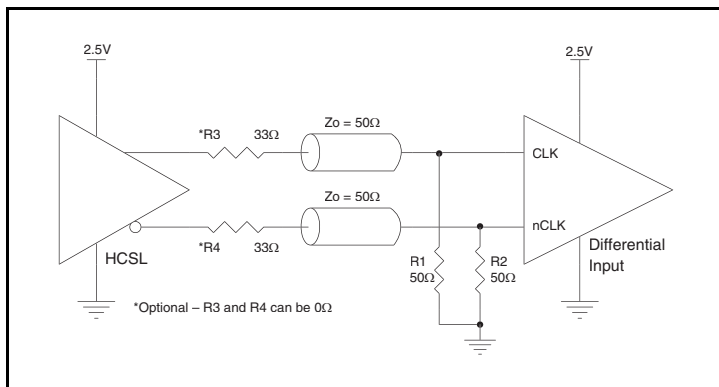 2.5V
2.5V
*R3 33Ω
Zo = 50Ω
CLK
Zo = 50Ω
nCLK
*R4 33Ω
HCSL
R1
50Ω
R2
50Ω
Differential
Input
*Optional – R3 and R4 can be 0Ω